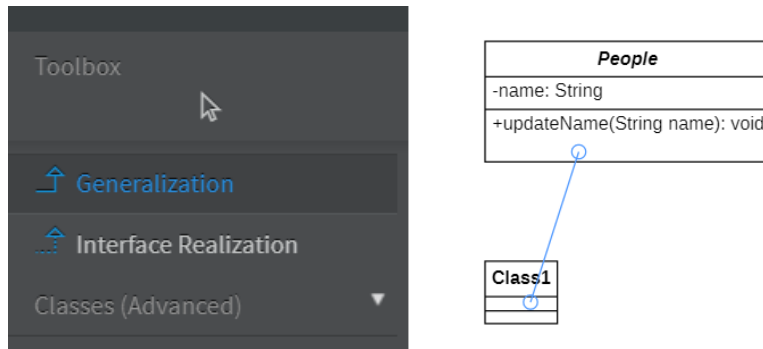 Toolbox
Generalization
Interface Realization
Classes (Advanced)
People
-name: String
+updateName(String name): void
Class1